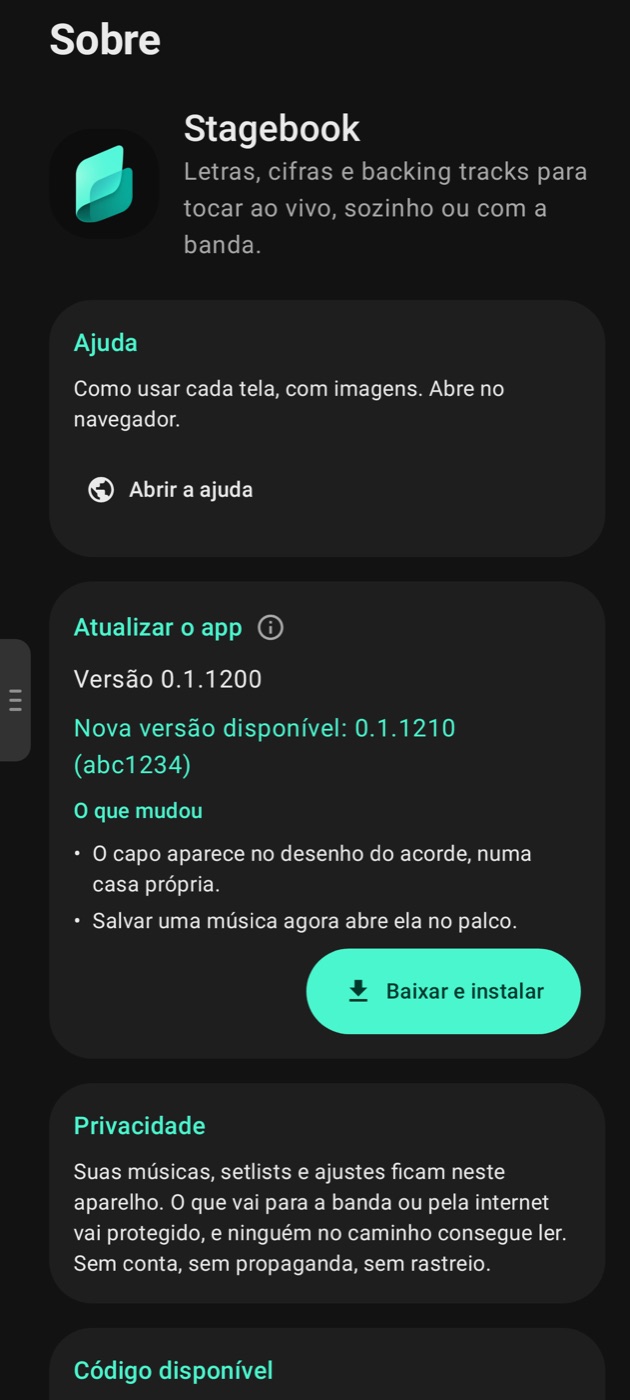 Sobre
Stagebook
Letras, cifras e backing tracks para
tocar ao vivo, sozinho ou com a
banda.
Ajuda
Como usar cada tela, com imagens. Abre no
navegador.
Abrir a ajuda
Atualizar o app
Versão 0.1.1200
Nova versão disponível: 0.1.1210
(abc1234)
O que mudou
• O capo aparece no desenho do acorde, numa
casa própria.
• Salvar uma música agora abre ela no palco.
Baixar e instalar
Privacidade
Suas músicas, setlists e ajustes ficam neste
aparelho. O que vai para a banda ou pela internet
vai protegido, e ninguém no caminho consegue ler.
Sem conta, sem propaganda, sem rastreio.
Código disponível